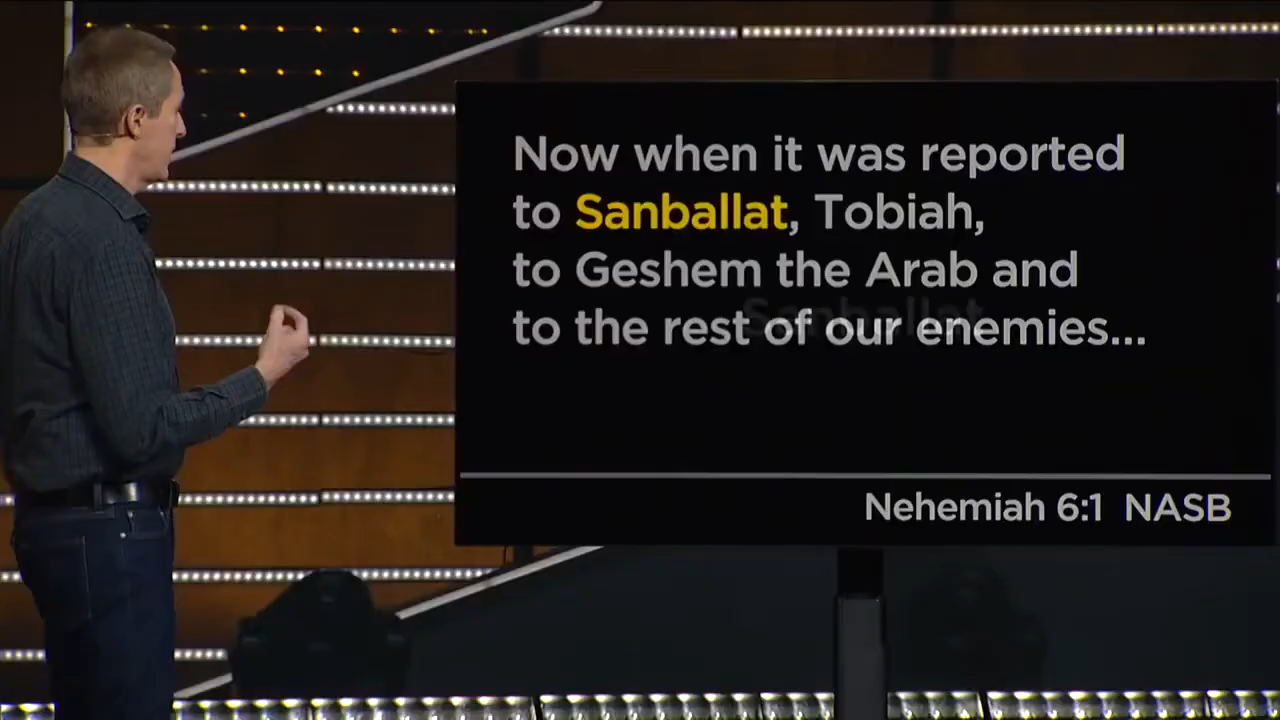 Now when it was reported
to Sanballat, Tobiah,
to Geshem the Arab and
to the rest of our enemies...
Sanballat
Nehemiah 6:1 NASB